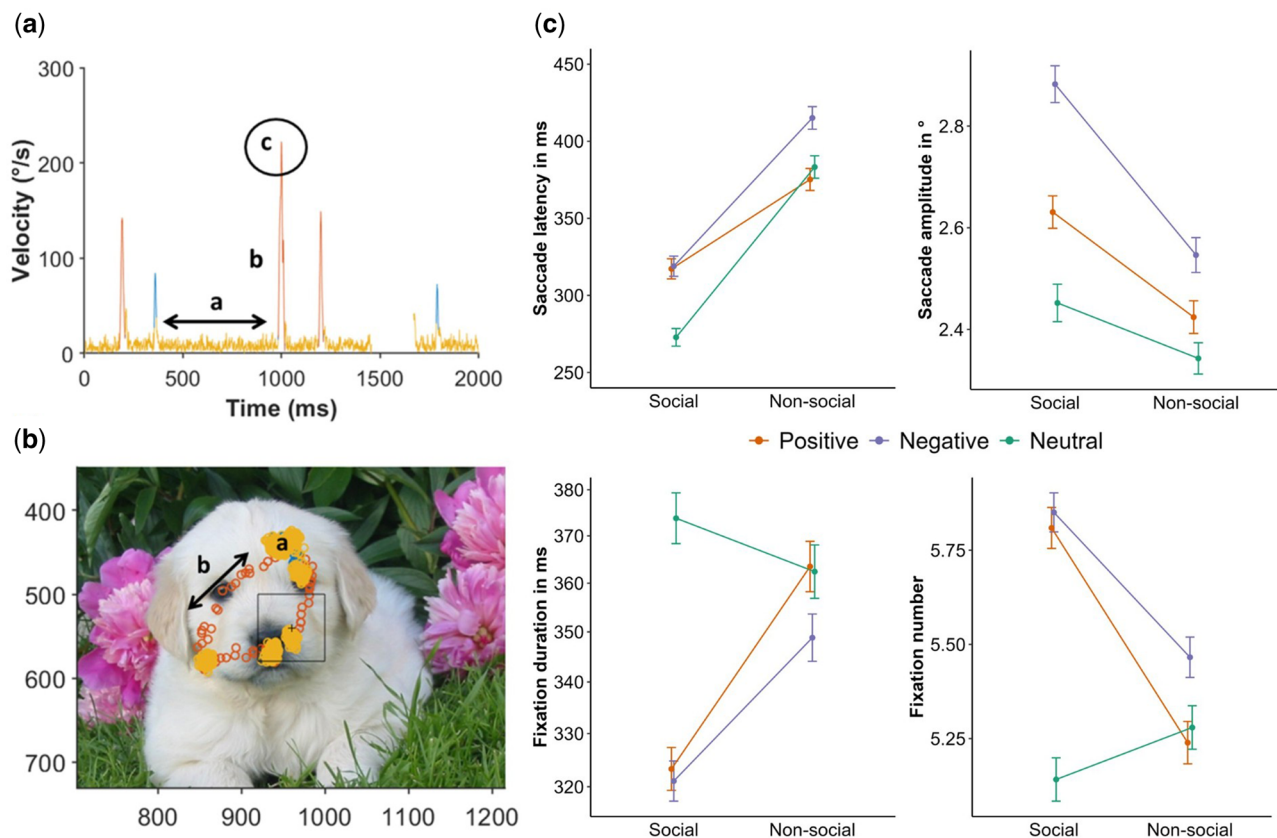 (a)
300
200
100
0
Velocity (°/s)
c
b
a
0 500 1000 1500 2000
Time (ms)
(b)
400
500
600
700
a
b
800 900 1000 1100 1200
(c)
450
400
350
300
250
Saccade latency in ms
Social Non-social
2.8
2.6
2.4
Saccade amplitude in °
Social Non-social
Positive Negative Neutral
380
370
360
350
340
330
320
Fixation duration in ms
Social Non-social
5.75
5.50
5.25
Fixation number
Social Non-social